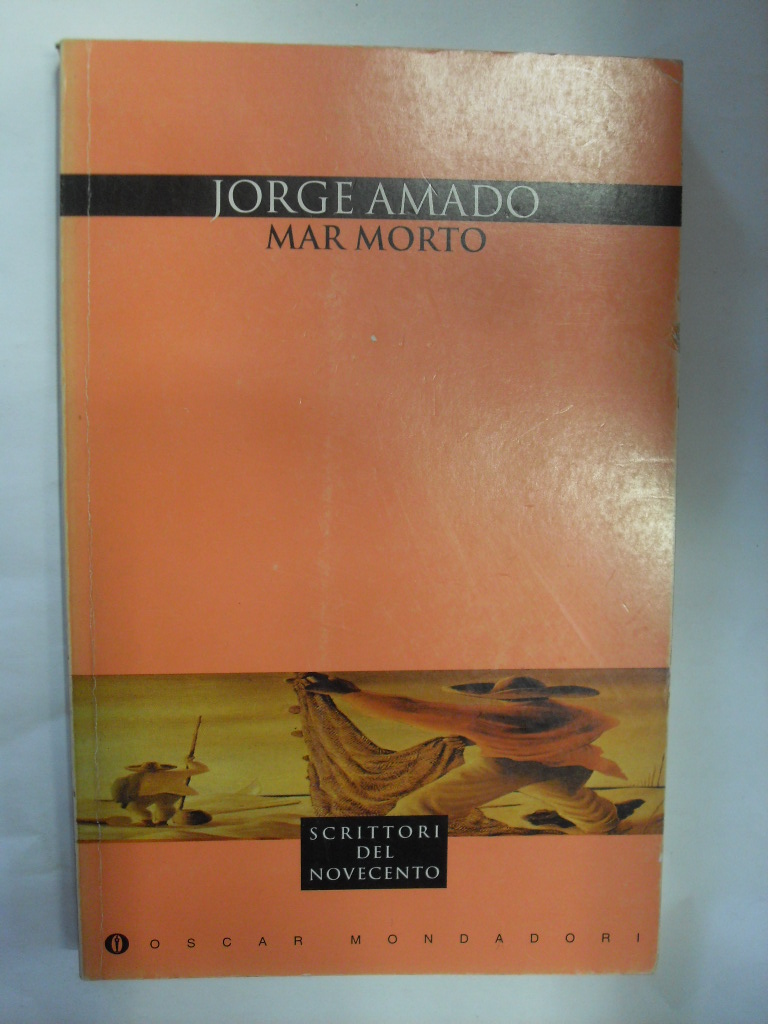 JORGE AMADO
MAR MORTO
SCRITTORI
DEL
NOVECENTO
OSCAR MONDADORI